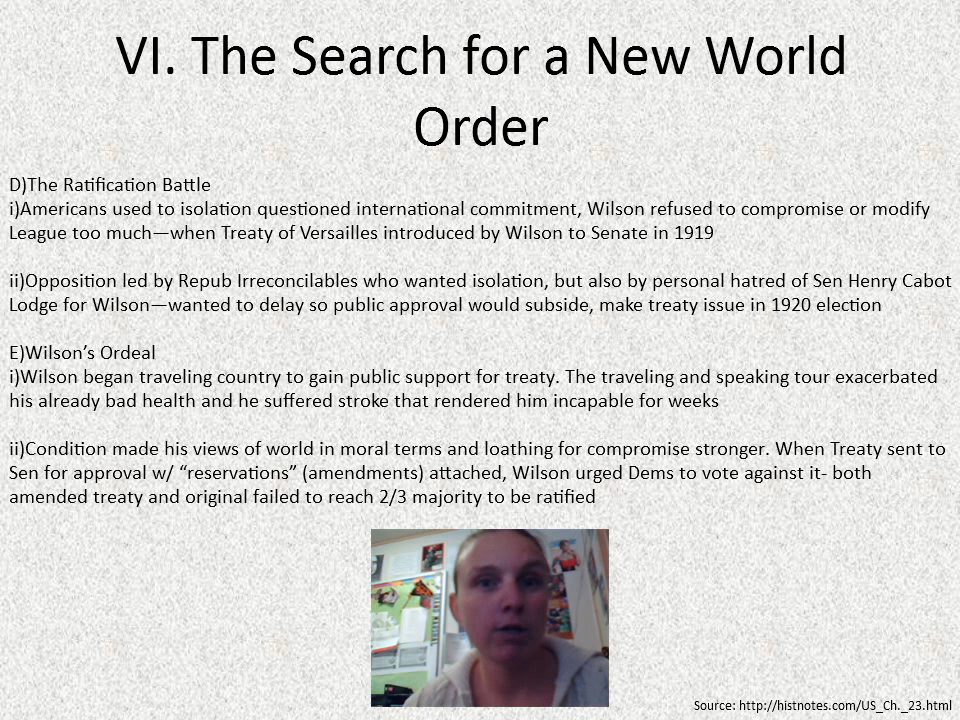 VI. The Search for a New World
Order
D)The Ratification Battle
i)Americans used to isolation questioned international commitment, Wilson refused to compromise or modify
League too much—when Treaty of Versailles introduced by Wilson to Senate in 1919
ii)Opposition led by Repub Irreconcilables who wanted isolation, but also by personal hatred of Sen Henry Cabot
Lodge for Wilson—wanted to delay so public approval would subside, make treaty issue in 1920 election
E)Wilson’s Ordeal
i)Wilson began traveling country to gain public support for treaty. The traveling and speaking tour exacerbated
his already bad health and he suffered stroke that rendered him incapable for weeks
ii)Condition made his views of world in moral terms and loathing for compromise stronger. When Treaty sent to
Sen for approval w/ “reservations” (amendments) attached, Wilson urged Dems to vote against it- both
amended treaty and original failed to reach 2/3 majority to be ratified
Source: http://histnotes.com/US_Ch._23.html